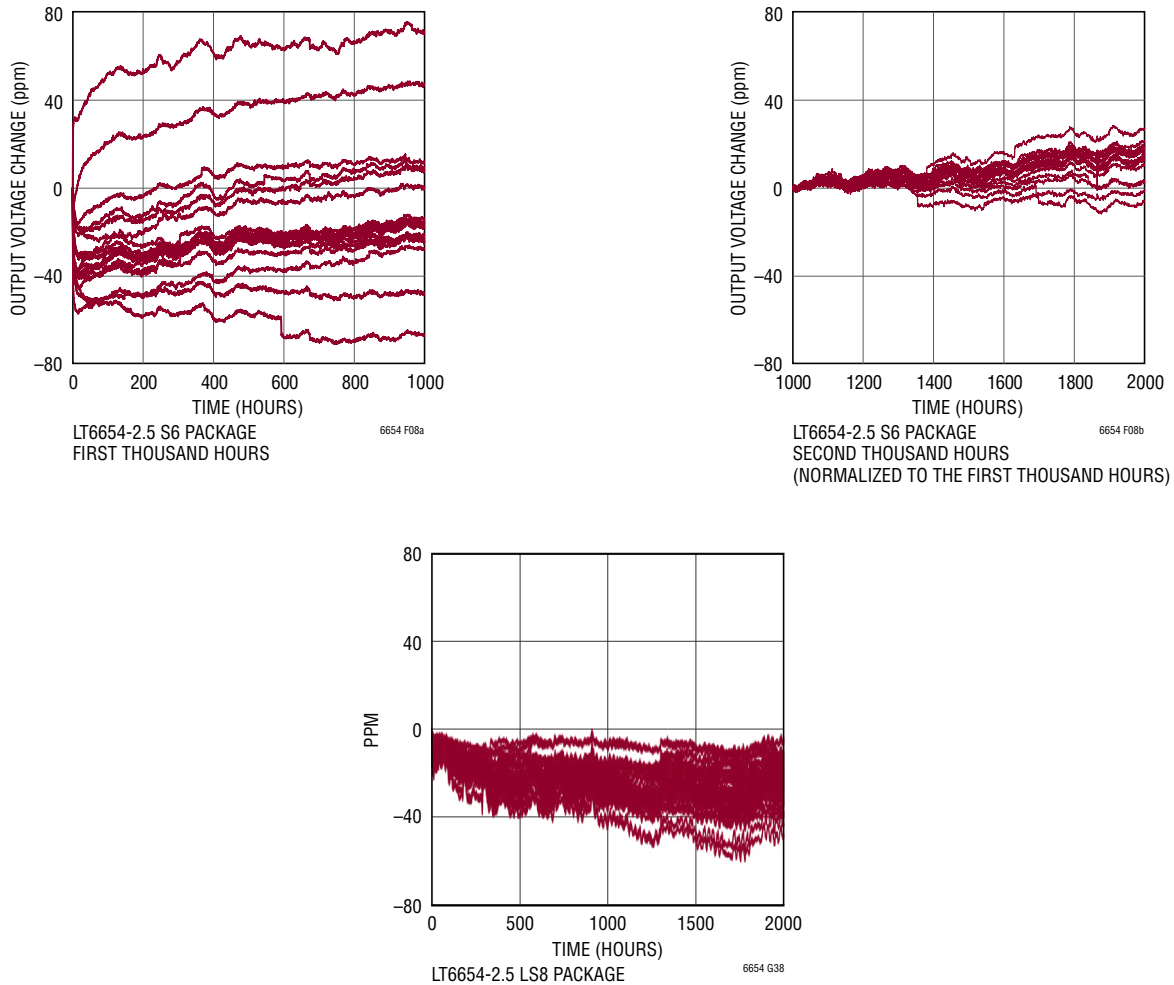 80
40
0
–40
–80
OUTPUT VOLTAGE CHANGE (ppm)
0 200 400 600 800 1000
TIME (HOURS)
LT6654-2.5 S6 PACKAGE
FIRST THOUSAND HOURS
6654 F08a
80
40
0
–40
–80
OUTPUT VOLTAGE CHANGE (ppm)
1000 1200 1400 1600 1800 2000
TIME (HOURS)
LT6654-2.5 S6 PACKAGE
SECOND THOUSAND HOURS
(NORMALIZED TO THE FIRST THOUSAND HOURS)
6654 F08b
80
40
0
–40
–80
PPM
0 500 1000 1500 2000
TIME (HOURS)
LT6654-2.5 LS8 PACKAGE
6654 G38